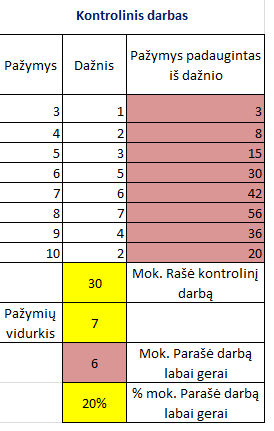 Kontrolinis darbas
Pažymys Dažnis Pažymys padaugintas
iš dažnio
3 1 3
4 2 8
5 3 15
6 5 30
7 6 42
8 7 56
9 4 36
10 2 20
30 Mok. Rašė kontrolinį
darbą
Pažymių
vidurkis 7
6 Mok. Parašė darbą
labai gerai
20% % mok. Parašė darbą
labai gerai